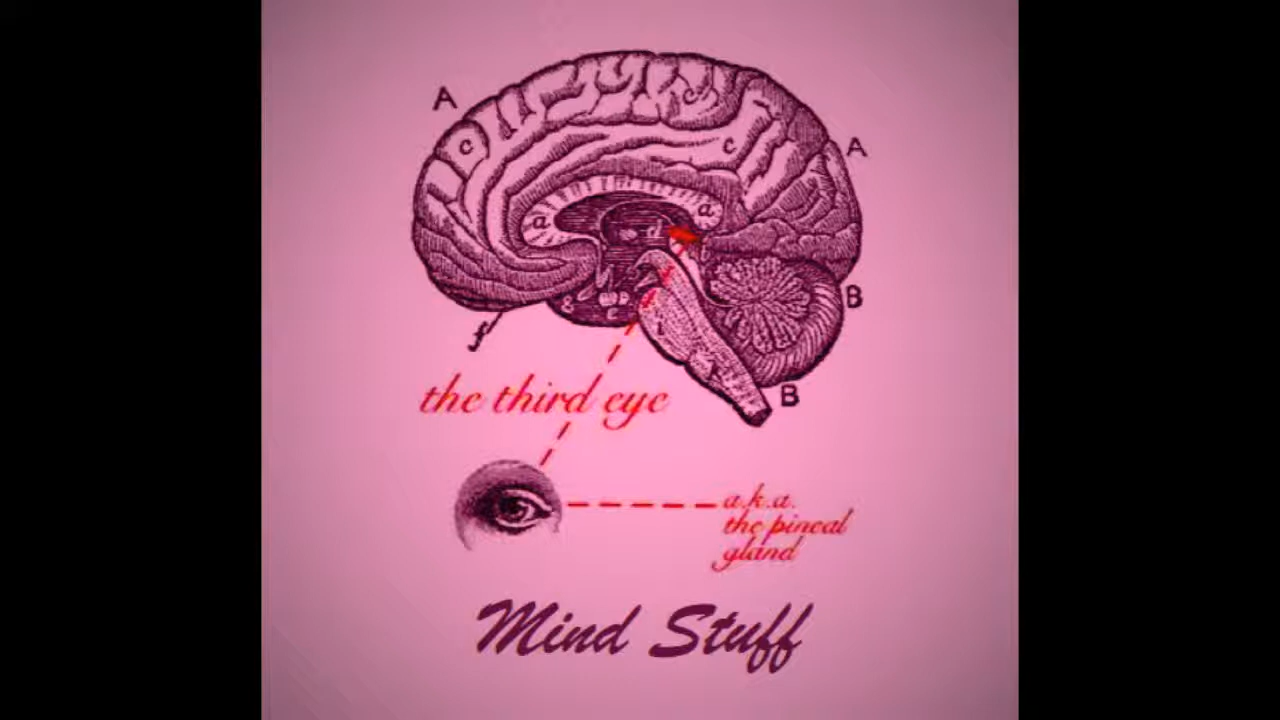 A
c
c
A
a
a
d
B
f
g
i
B
the third eye
a.k.a.
the pineal
gland
Mind Stuff